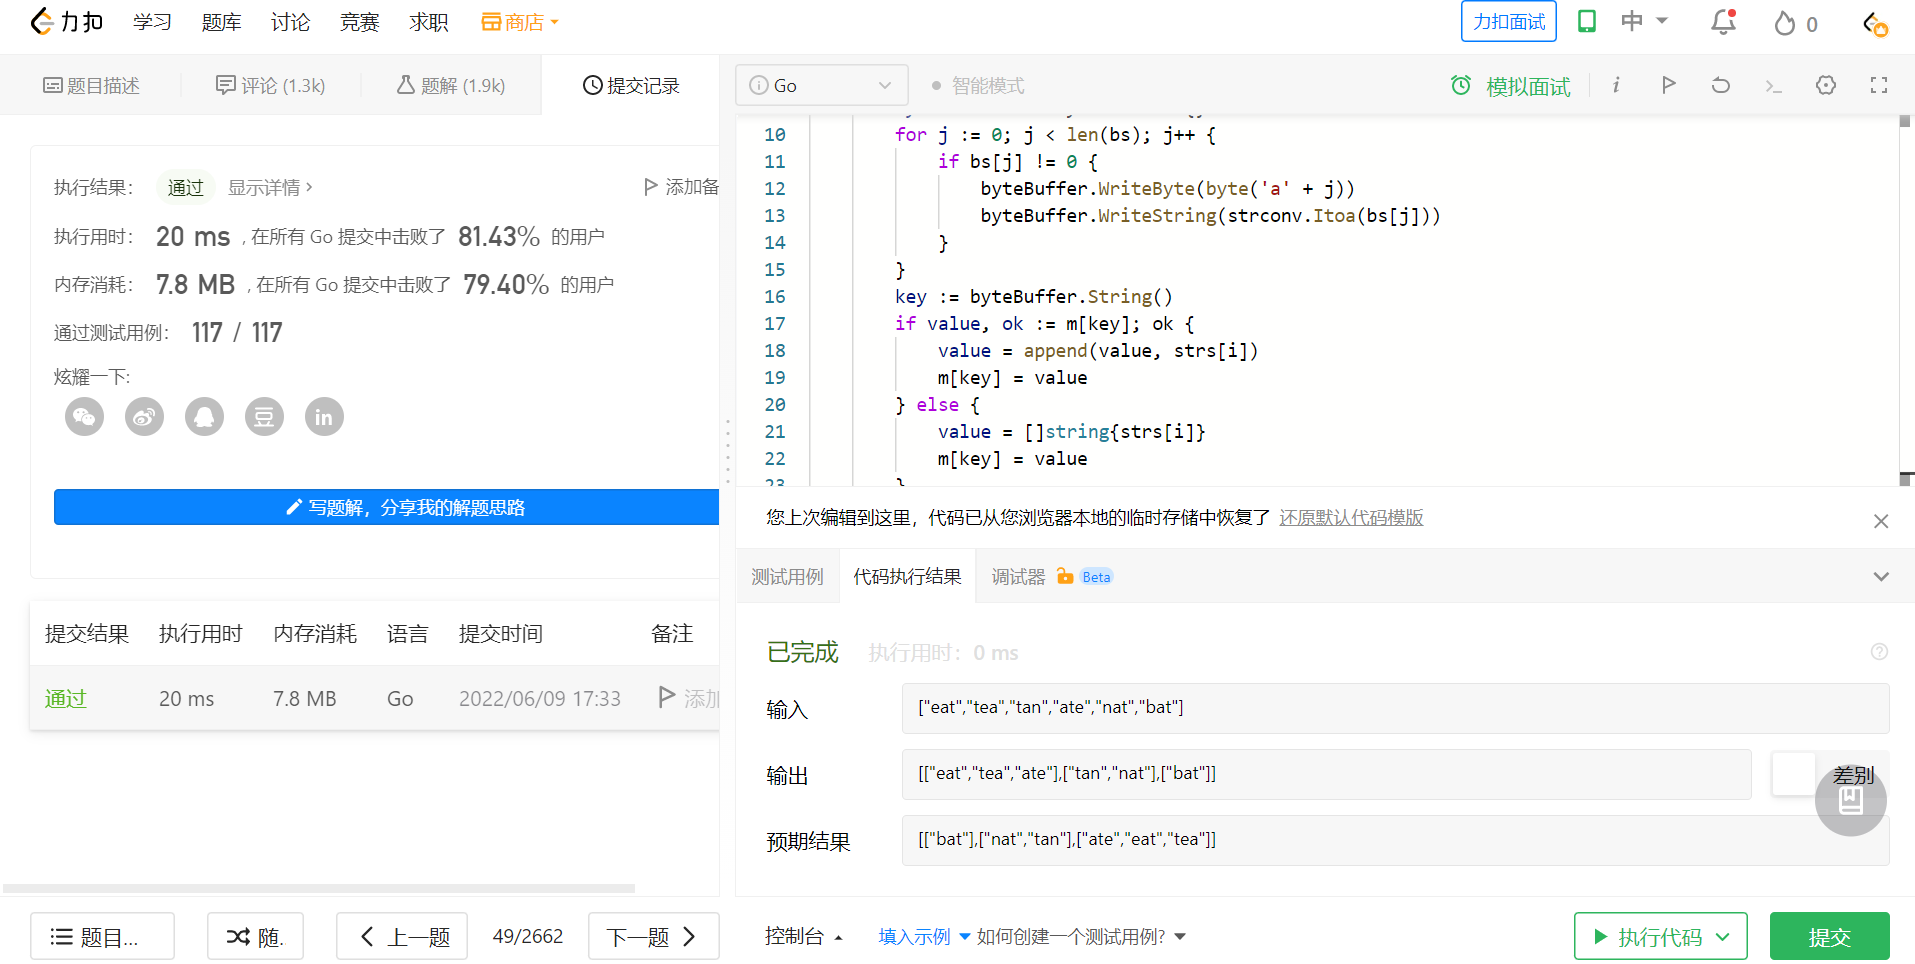 力扣 学习 题库 讨论 竞赛 求职 商店 力扣面试 中 0
题目描述 评论 (1.3k) 题解 (1.9k) 提交记录
执行结果： 通过 显示详情 › 添加备
执行用时： 20 ms , 在所有 Go 提交中击败了 81.43% 的用户
内存消耗： 7.8 MB , 在所有 Go 提交中击败了 79.40% 的用户
通过测试用例： 117 / 117
炫耀一下:
豆 in
写题解，分享我的解题思路
提交结果 执行用时 内存消耗 语言 提交时间 备注
通过 20 ms 7.8 MB Go 2022/06/09 17:33 添加
题目... 随. 上一题 49/2662 下一题
i Go 智能模式 模拟面试 i
10 for j := 0; j < len(bs); j++ {
11 if bs[j] != 0 {
12 byteBuffer.WriteByte(byte('a' + j))
13 byteBuffer.WriteString(strconv.Itoa(bs[j]))
14 }
15 }
16 key := byteBuffer.String()
17 if value, ok := m[key]; ok {
18 value = append(value, strs[i])
19 m[key] = value
20 } else {
21 value = []string{strs[i]}
22 m[key] = value
23 }
您上次编辑到这里，代码已从您浏览器本地的临时存储中恢复了 还原默认代码模版
测试用例 代码执行结果 调试器 Beta
已完成 执行用时：0 ms ?
输入 ["eat","tea","tan","ate","nat","bat"]
输出 [["eat","tea","ate"],["tan","nat"],["bat"]] 差别
预期结果 [["bat"],["nat","tan"],["ate","eat","tea"]]
控制台 填入示例 如何创建一个测试用例? 执行代码 提交